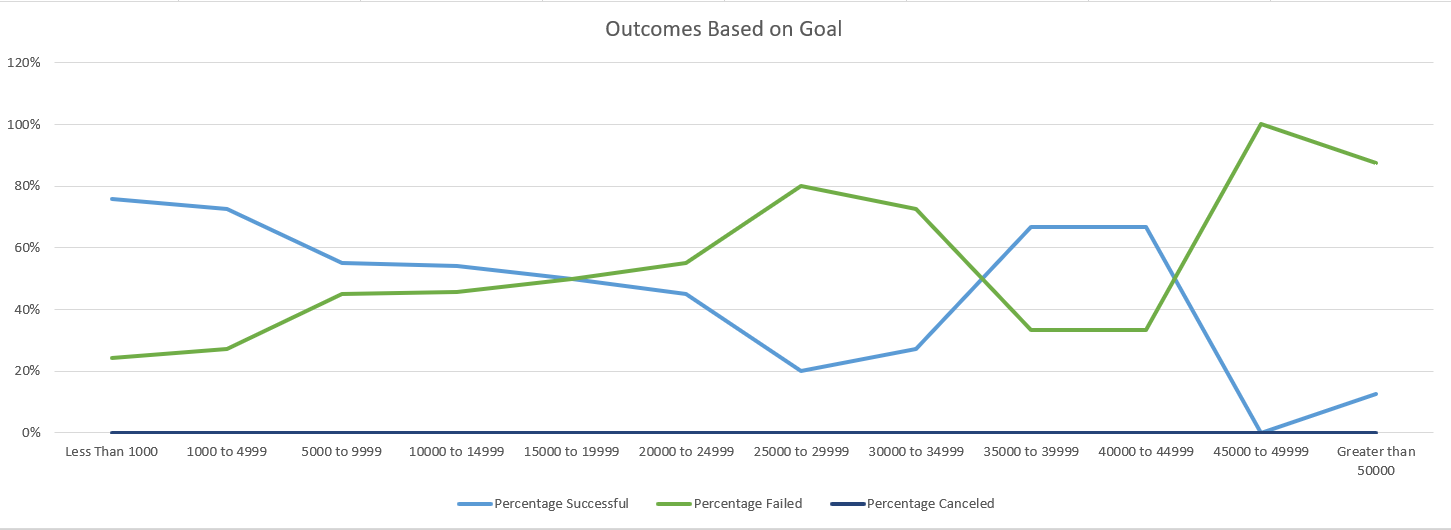 Outcomes Based on Goal
120%
100%
80%
60%
40%
20%
0%
Less Than 1000 1000 to 4999 5000 to 9999 10000 to 14999 15000 to 19999 20000 to 24999 25000 to 29999 30000 to 34999 35000 to 39999 40000 to 44999 45000 to 49999 Greater than
50000
Percentage Successful Percentage Failed Percentage Canceled